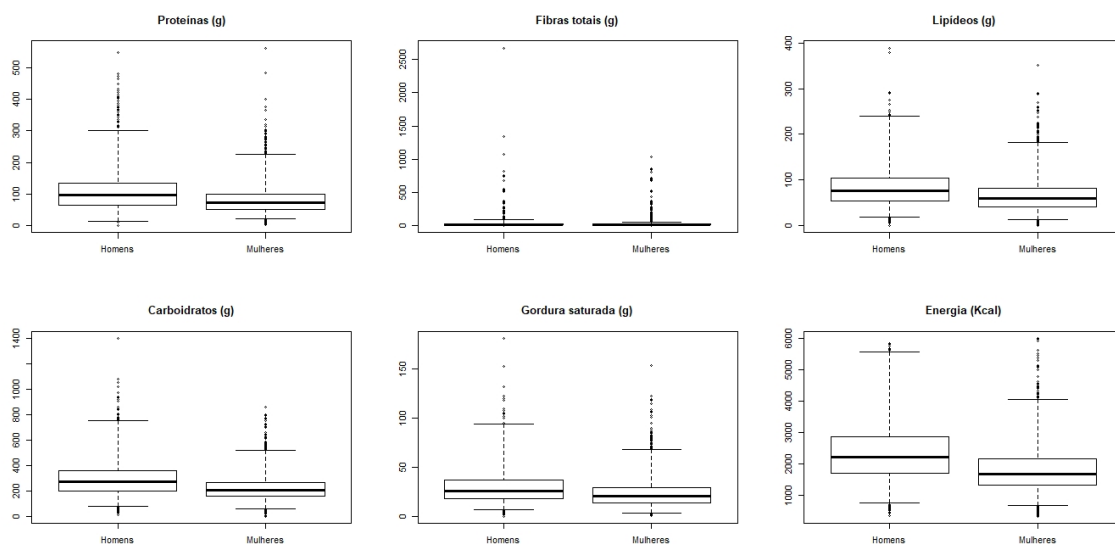 Proteínas (g)
500
400
300
200
100
0
Homens
Mulheres
Fibras totais (g)
2500
2000
1500
1000
500
0
Homens
Mulheres
Lipídeos (g)
400
300
200
100
0
Homens
Mulheres
Carboidratos (g)
1400
1200
1000
800
600
400
200
0
Homens
Mulheres
Gordura saturada (g)
150
100
50
0
Homens
Mulheres
Energia (Kcal)
6000
5000
4000
3000
2000
1000
Homens
Mulheres